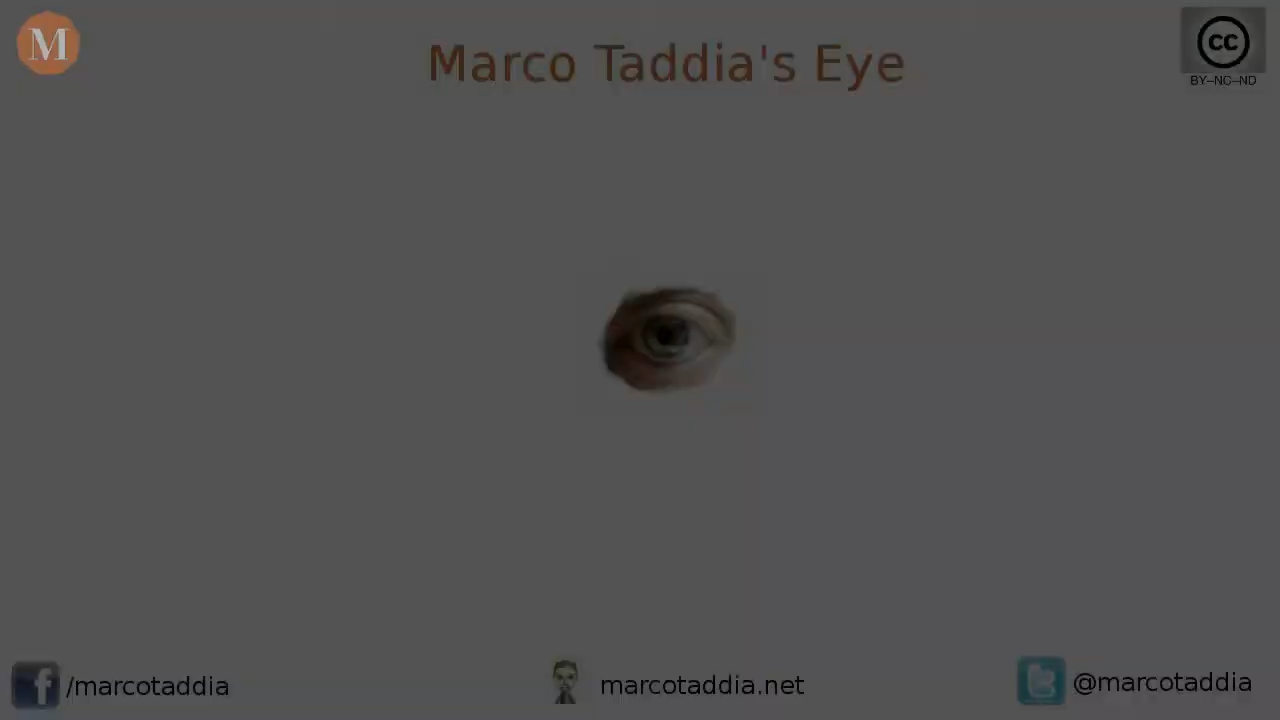 M
Marco Taddia's Eye
cc
BY–NC–ND
f /marcotaddia
marcotaddia.net
t @marcotaddia